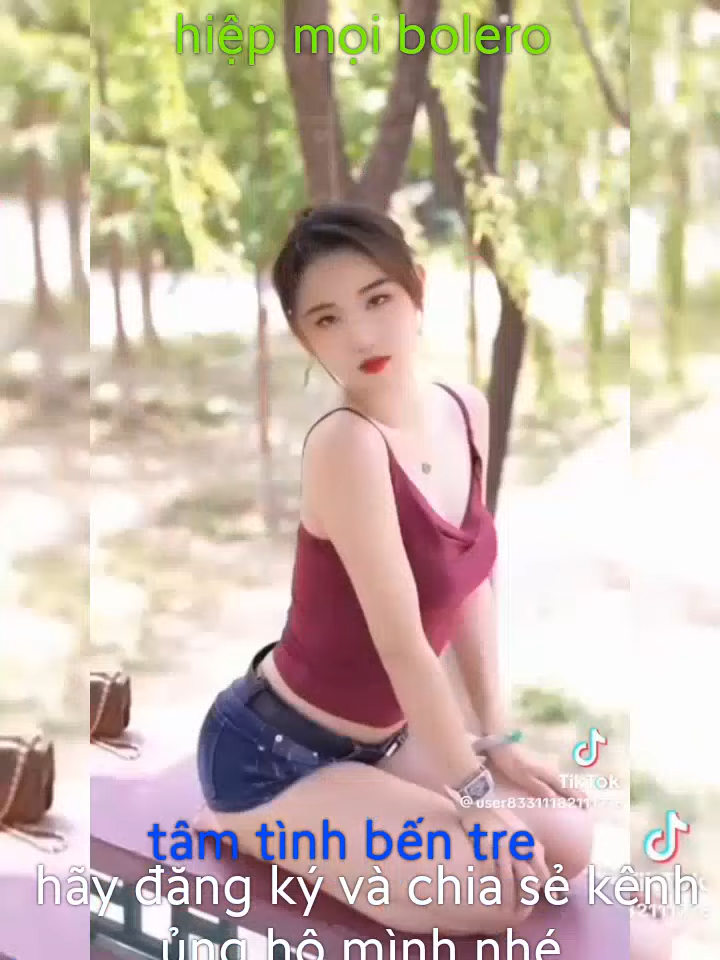 hiệp mọi bolero
TikTok
tâm tình bến tre
hãy đăng ký và chia sẻ kênh
ủng hộ mình nhé